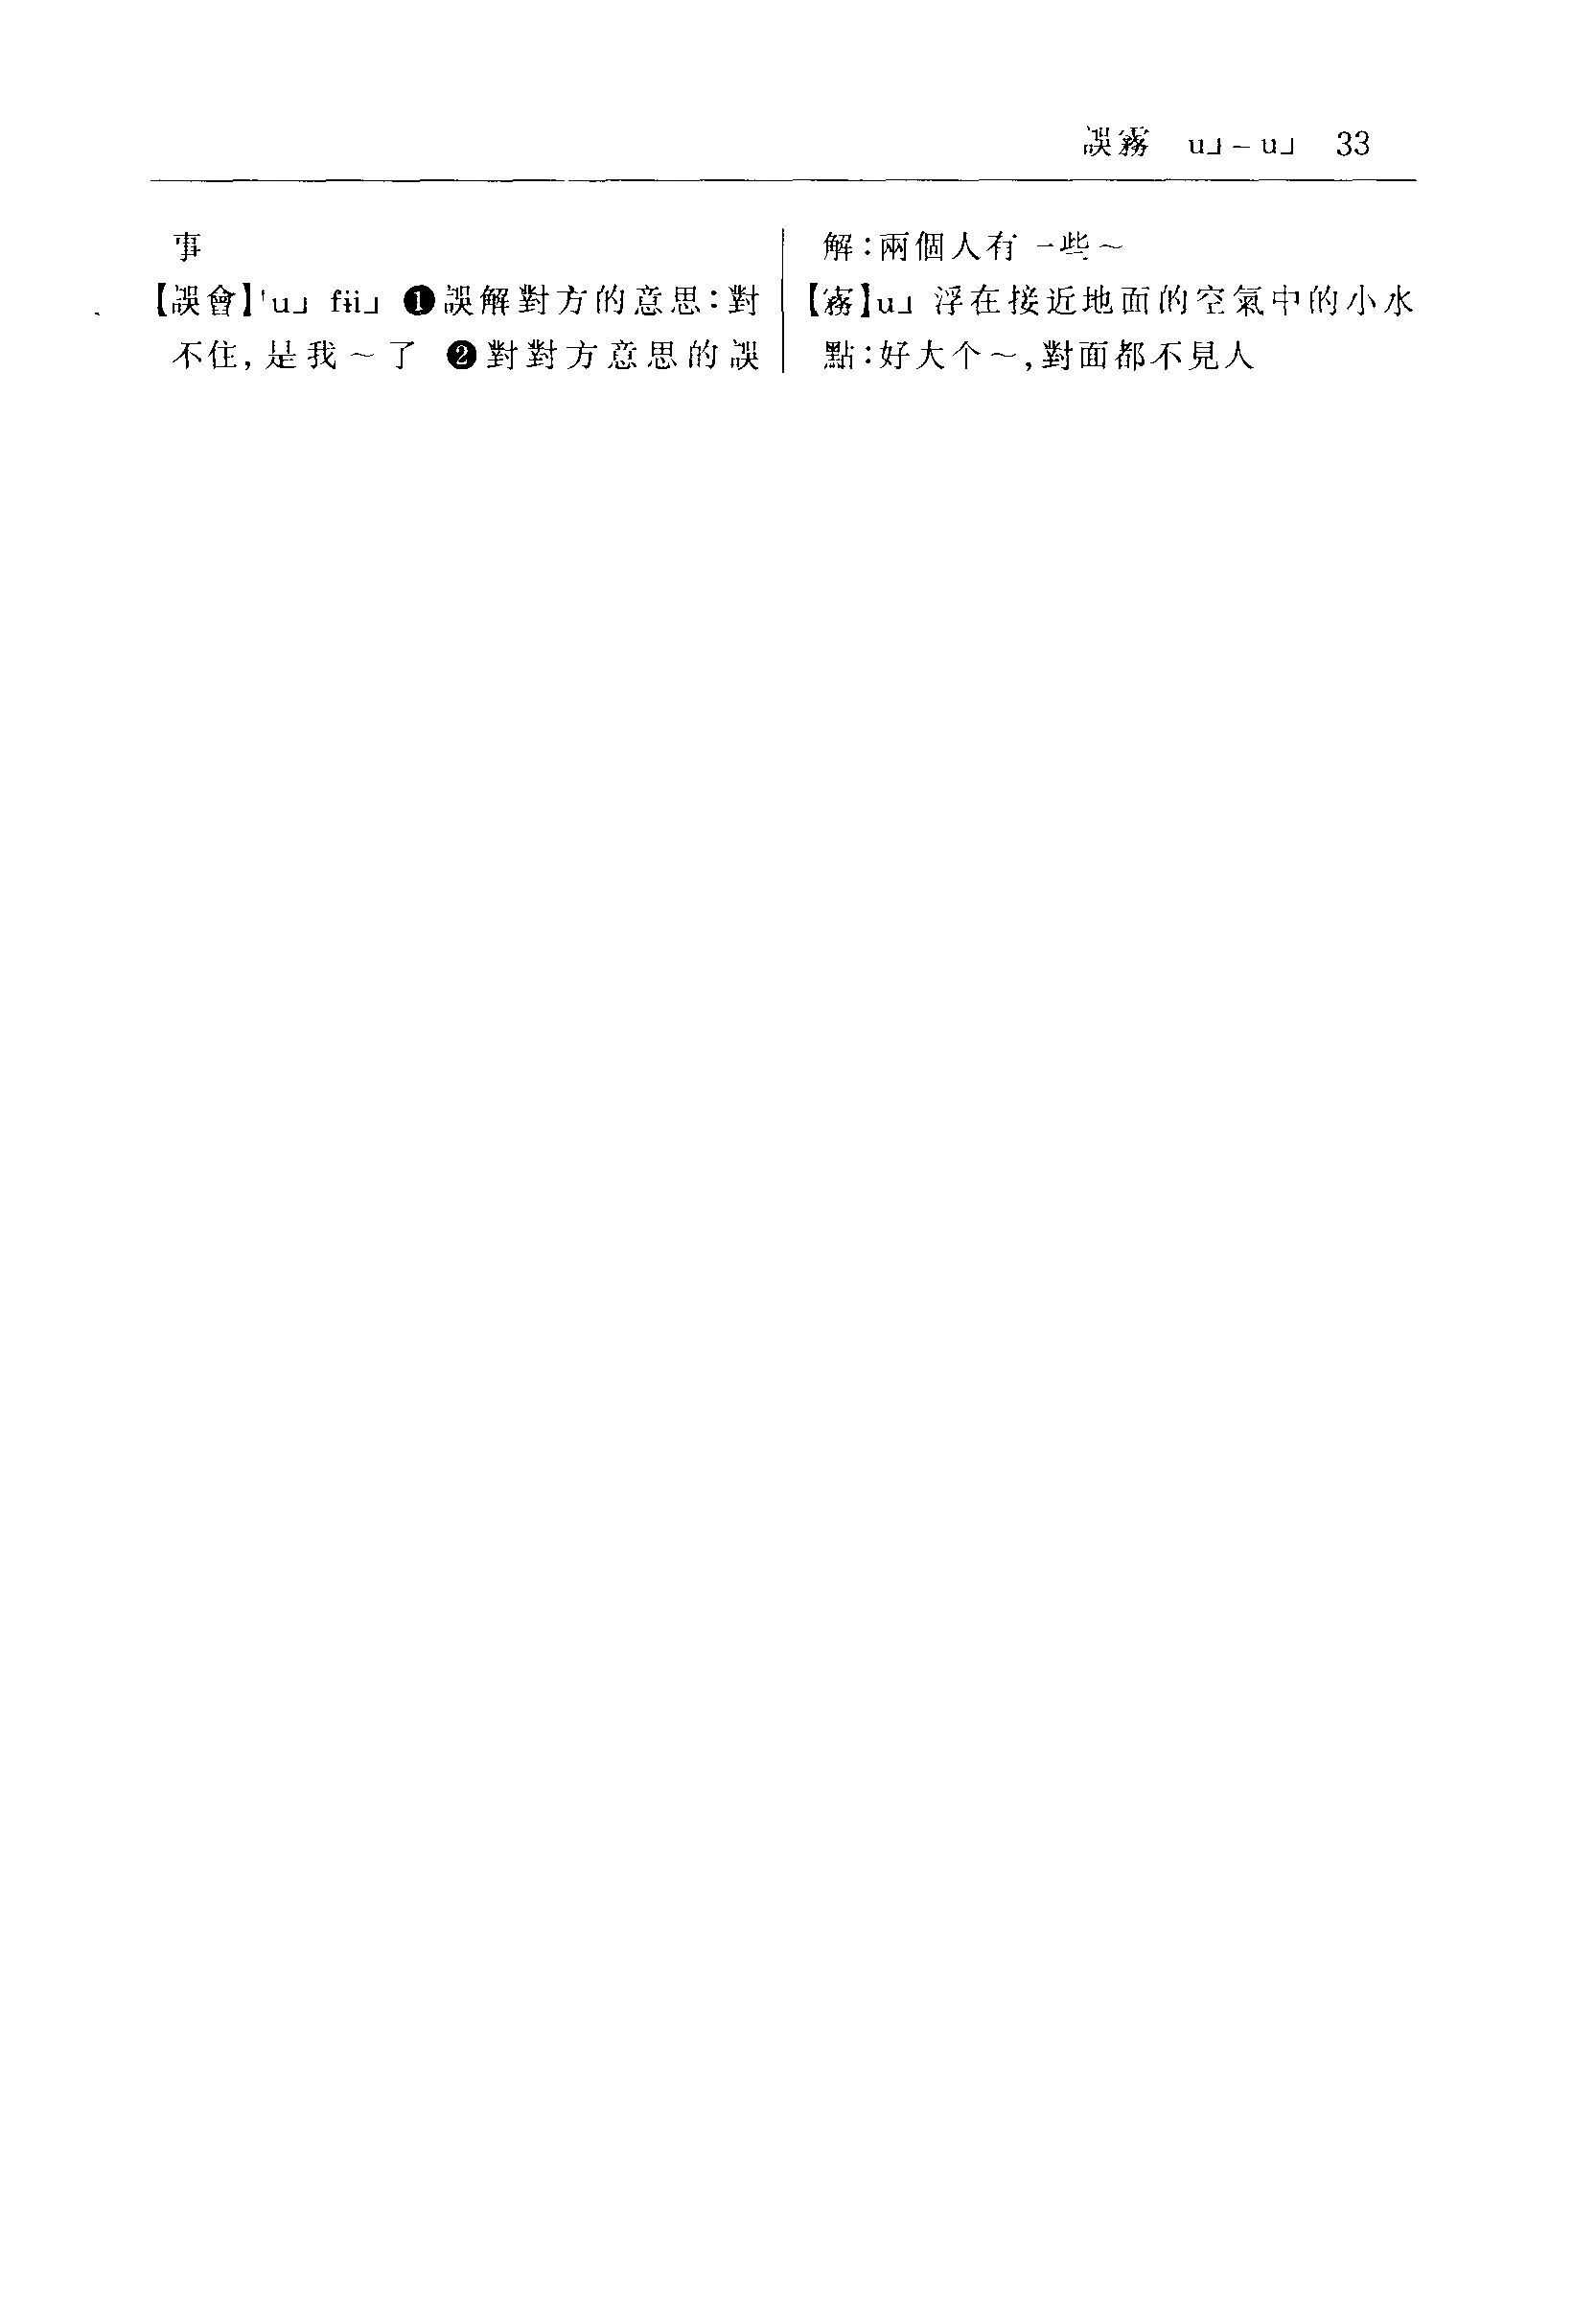 誤霧 u˩ – u˩ 33
事
【誤會】ˈu˩ fɨi˩ ❶誤解對方的意思:對
不住,是我～了 ❷對對方意思的誤
解:兩個人有一些～
【霧】u˩ 浮在接近地面的空氣中的小水
點:好大个～,對面都不見人